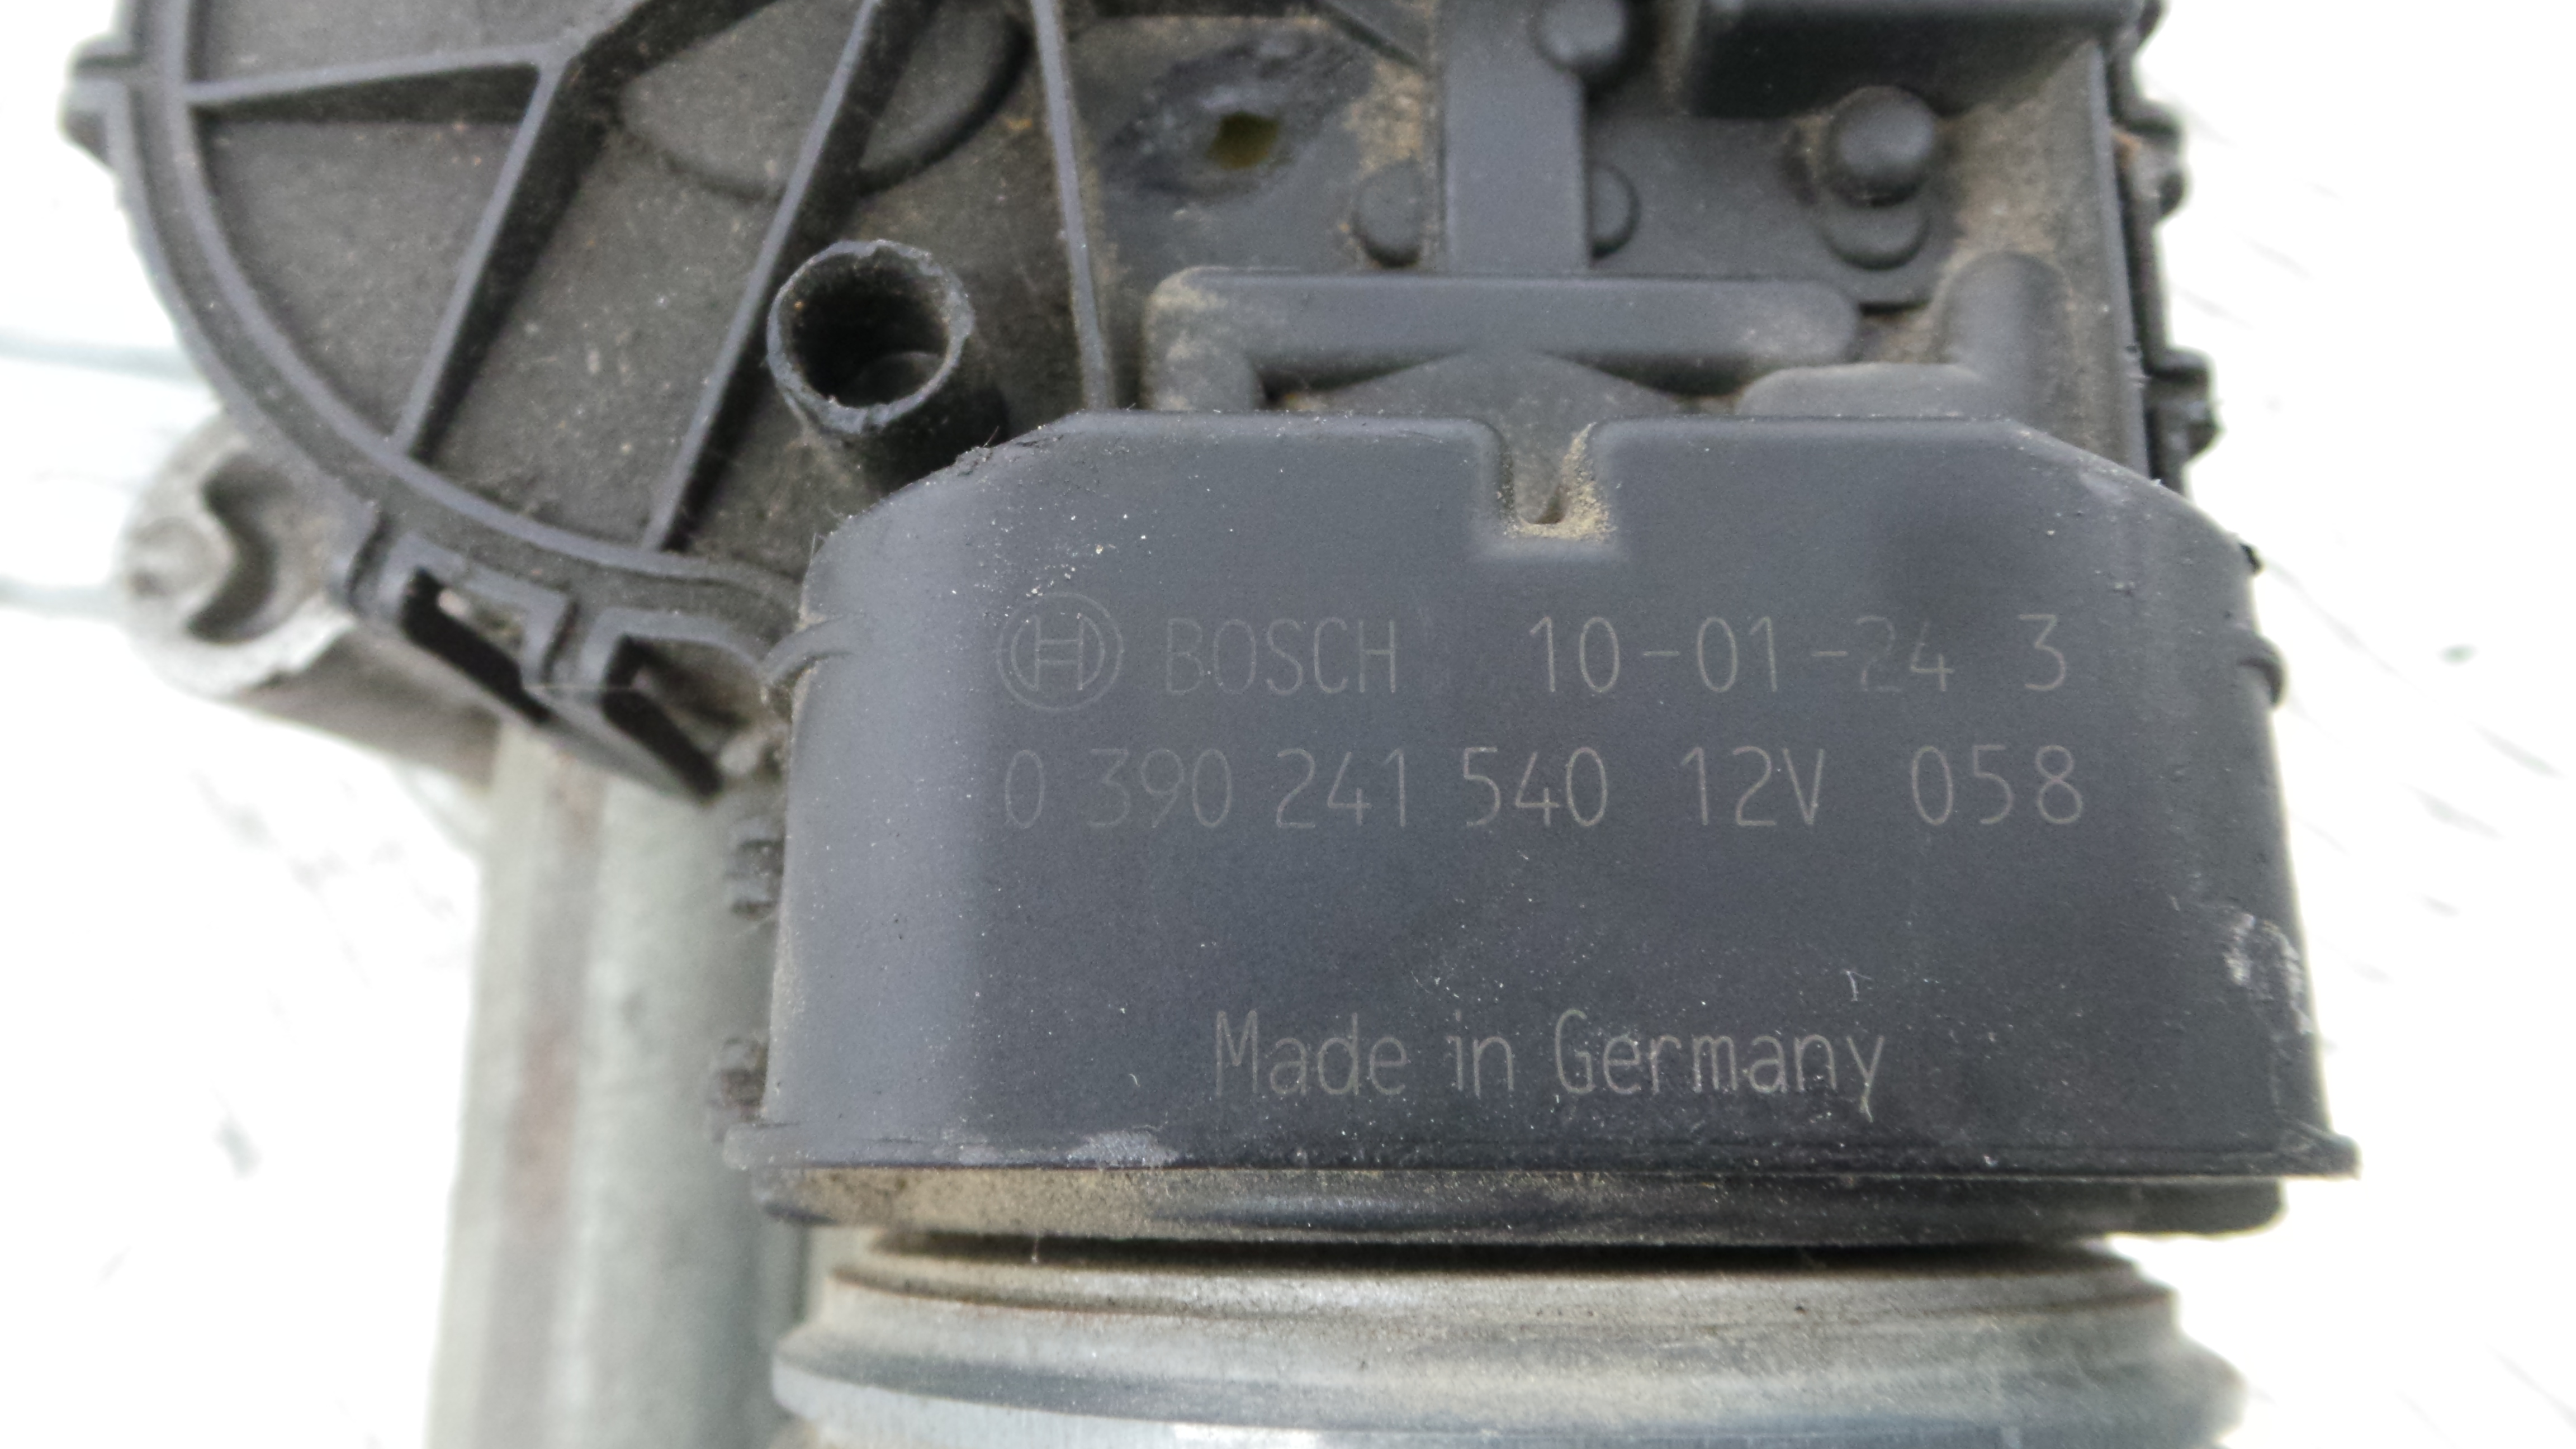 BOSCH 10-01-24 3
0 390 241 540 12V 058
Made in Germany